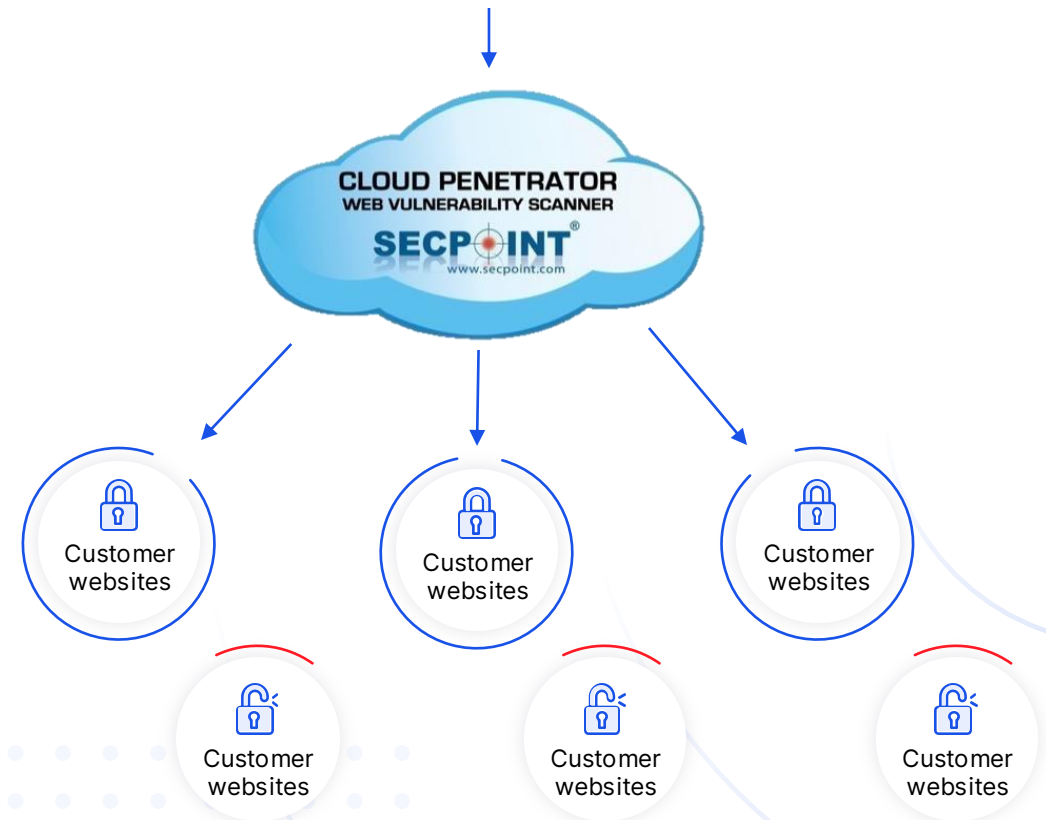 CLOUD PENETRATOR
WEB VULNERABILITY SCANNER
SECPOINT®
www.secpoint.com
Customer
websites
Customer
websites
Customer
websites
Customer
websites
Customer
websites
Customer
websites